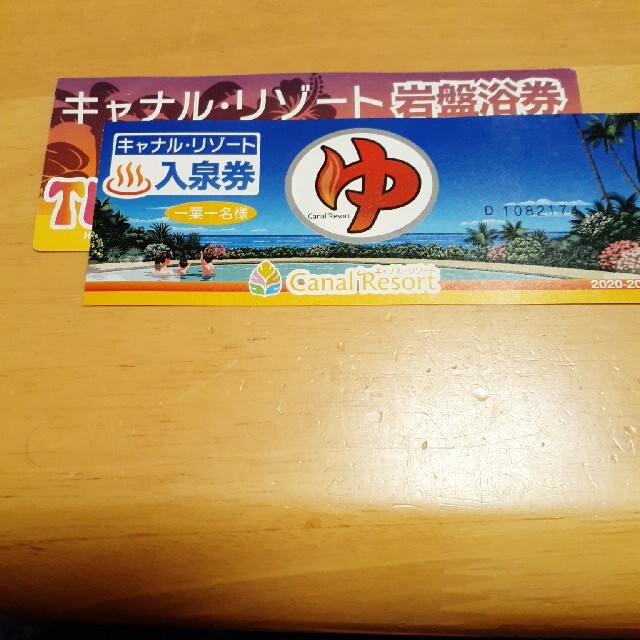 キャナル・リゾート 岩盤浴券
キャナル・リゾート
入泉券
一葉一名様
ゆ
Canal Resort
D 1082174
キャナル・リゾート
Canal Resort